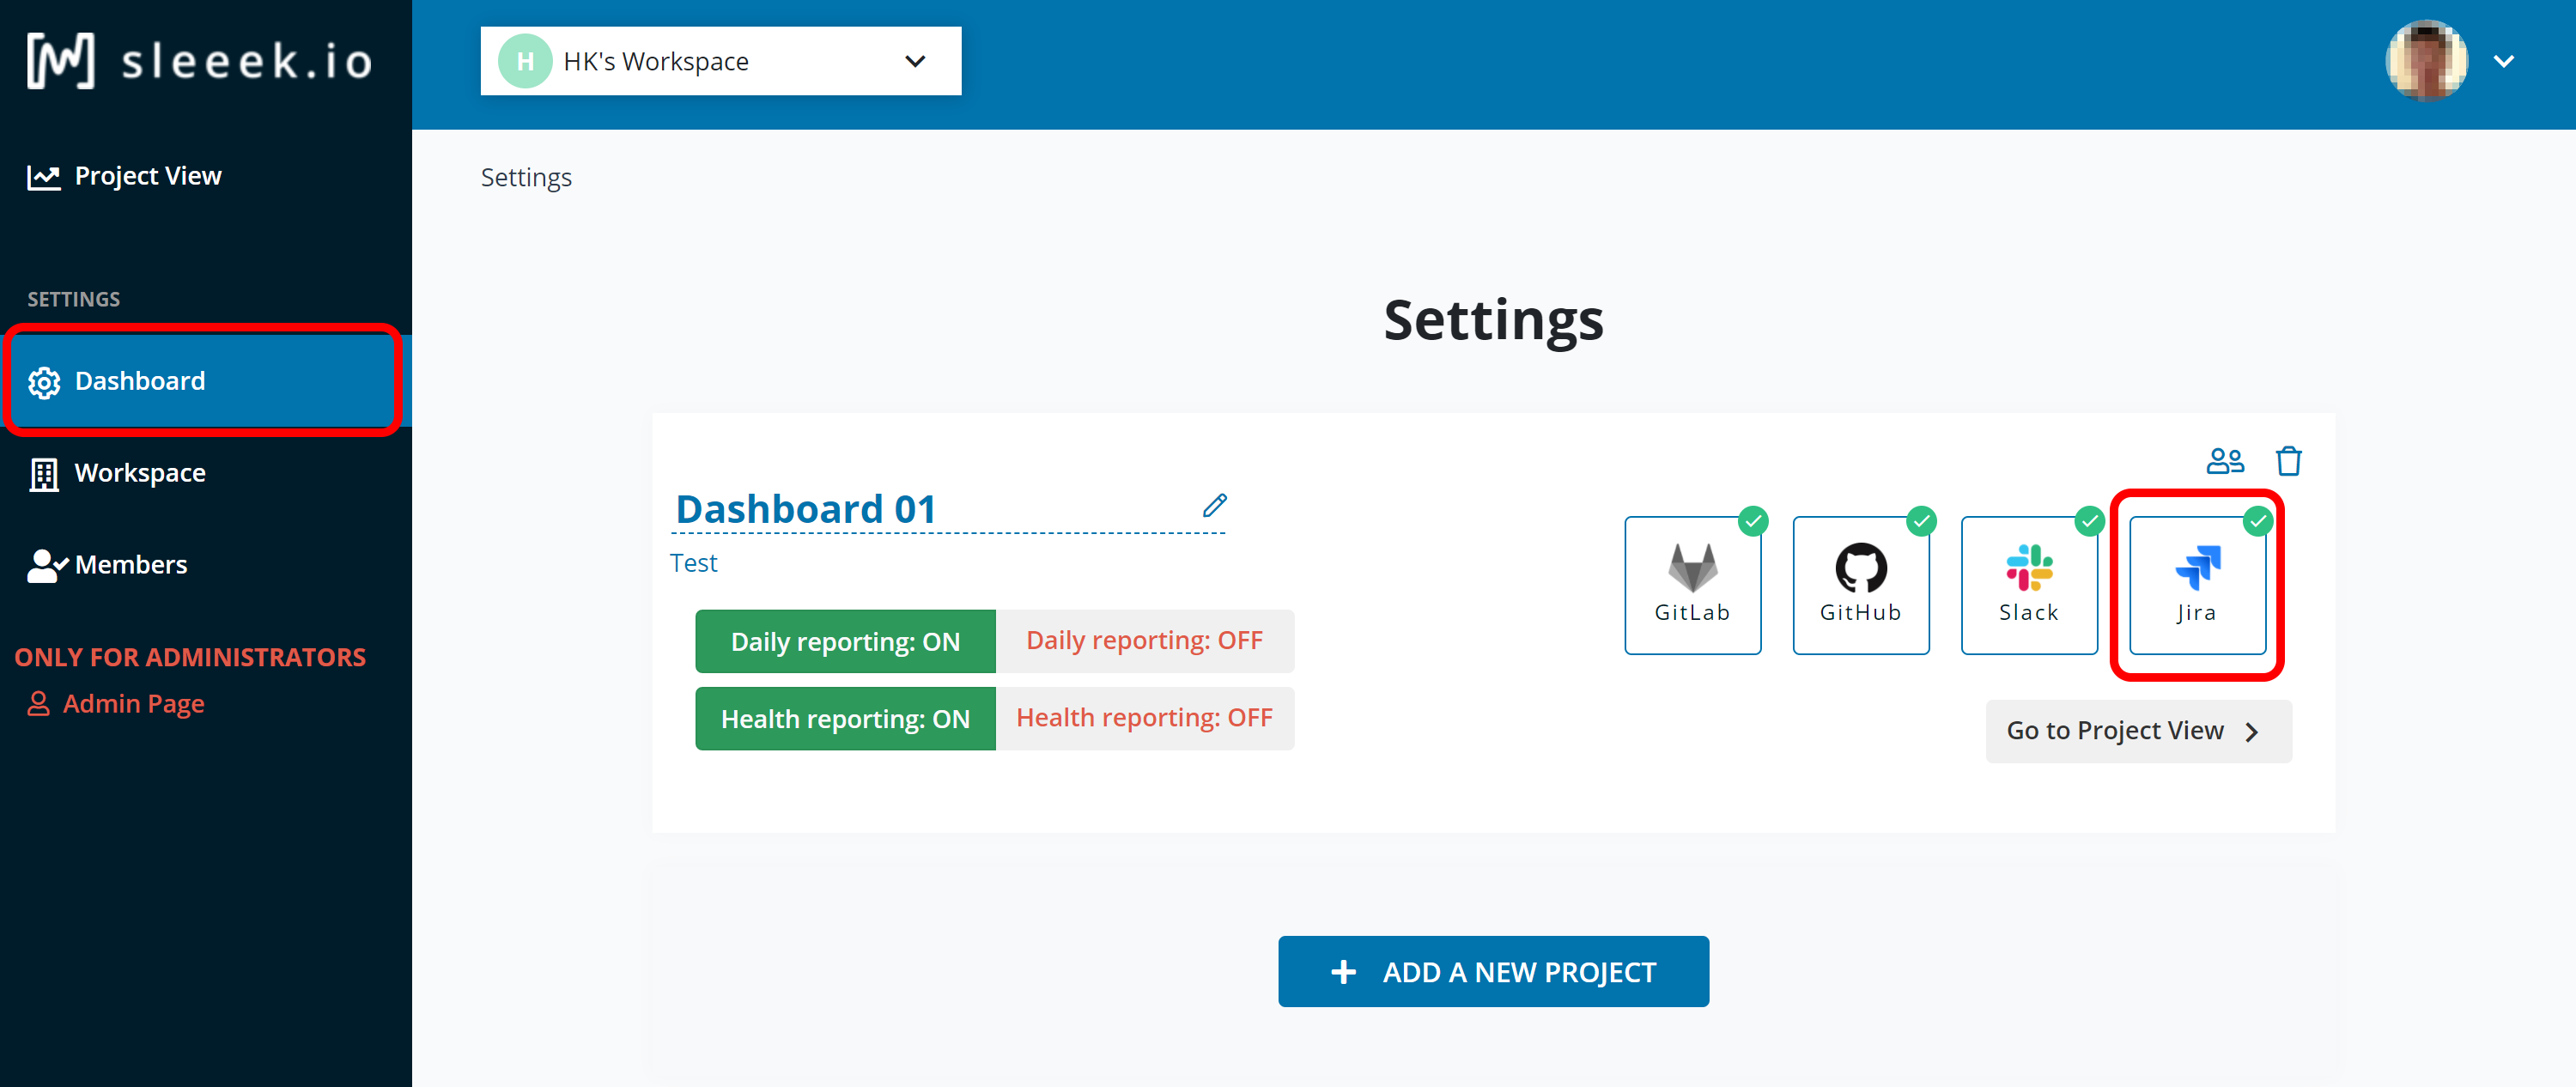 sleeek.io
H HK's Workspace
Project View
Settings
SETTINGS
Settings
Dashboard
Workspace
Members
ONLY FOR ADMINISTRATORS
Admin Page
Dashboard 01
Test
Daily reporting: ON Daily reporting: OFF
Health reporting: ON Health reporting: OFF
GitLab GitHub Slack Jira
Go to Project View
ADD A NEW PROJECT